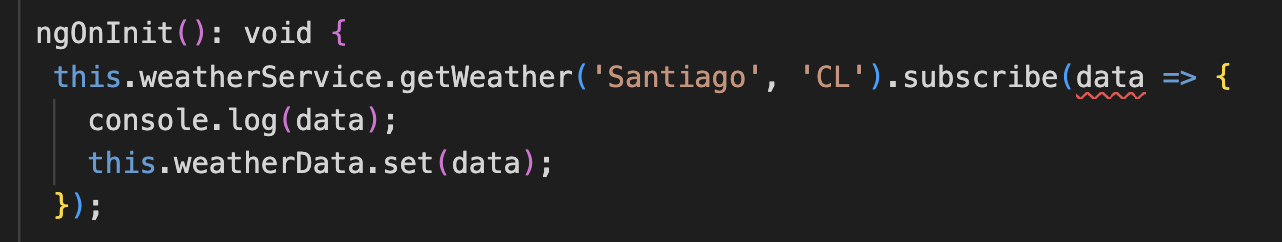 ngOnInit(): void {
this.weatherService.getWeather('Santiago', 'CL').subscribe(data => {
console.log(data);
this.weatherData.set(data);
});